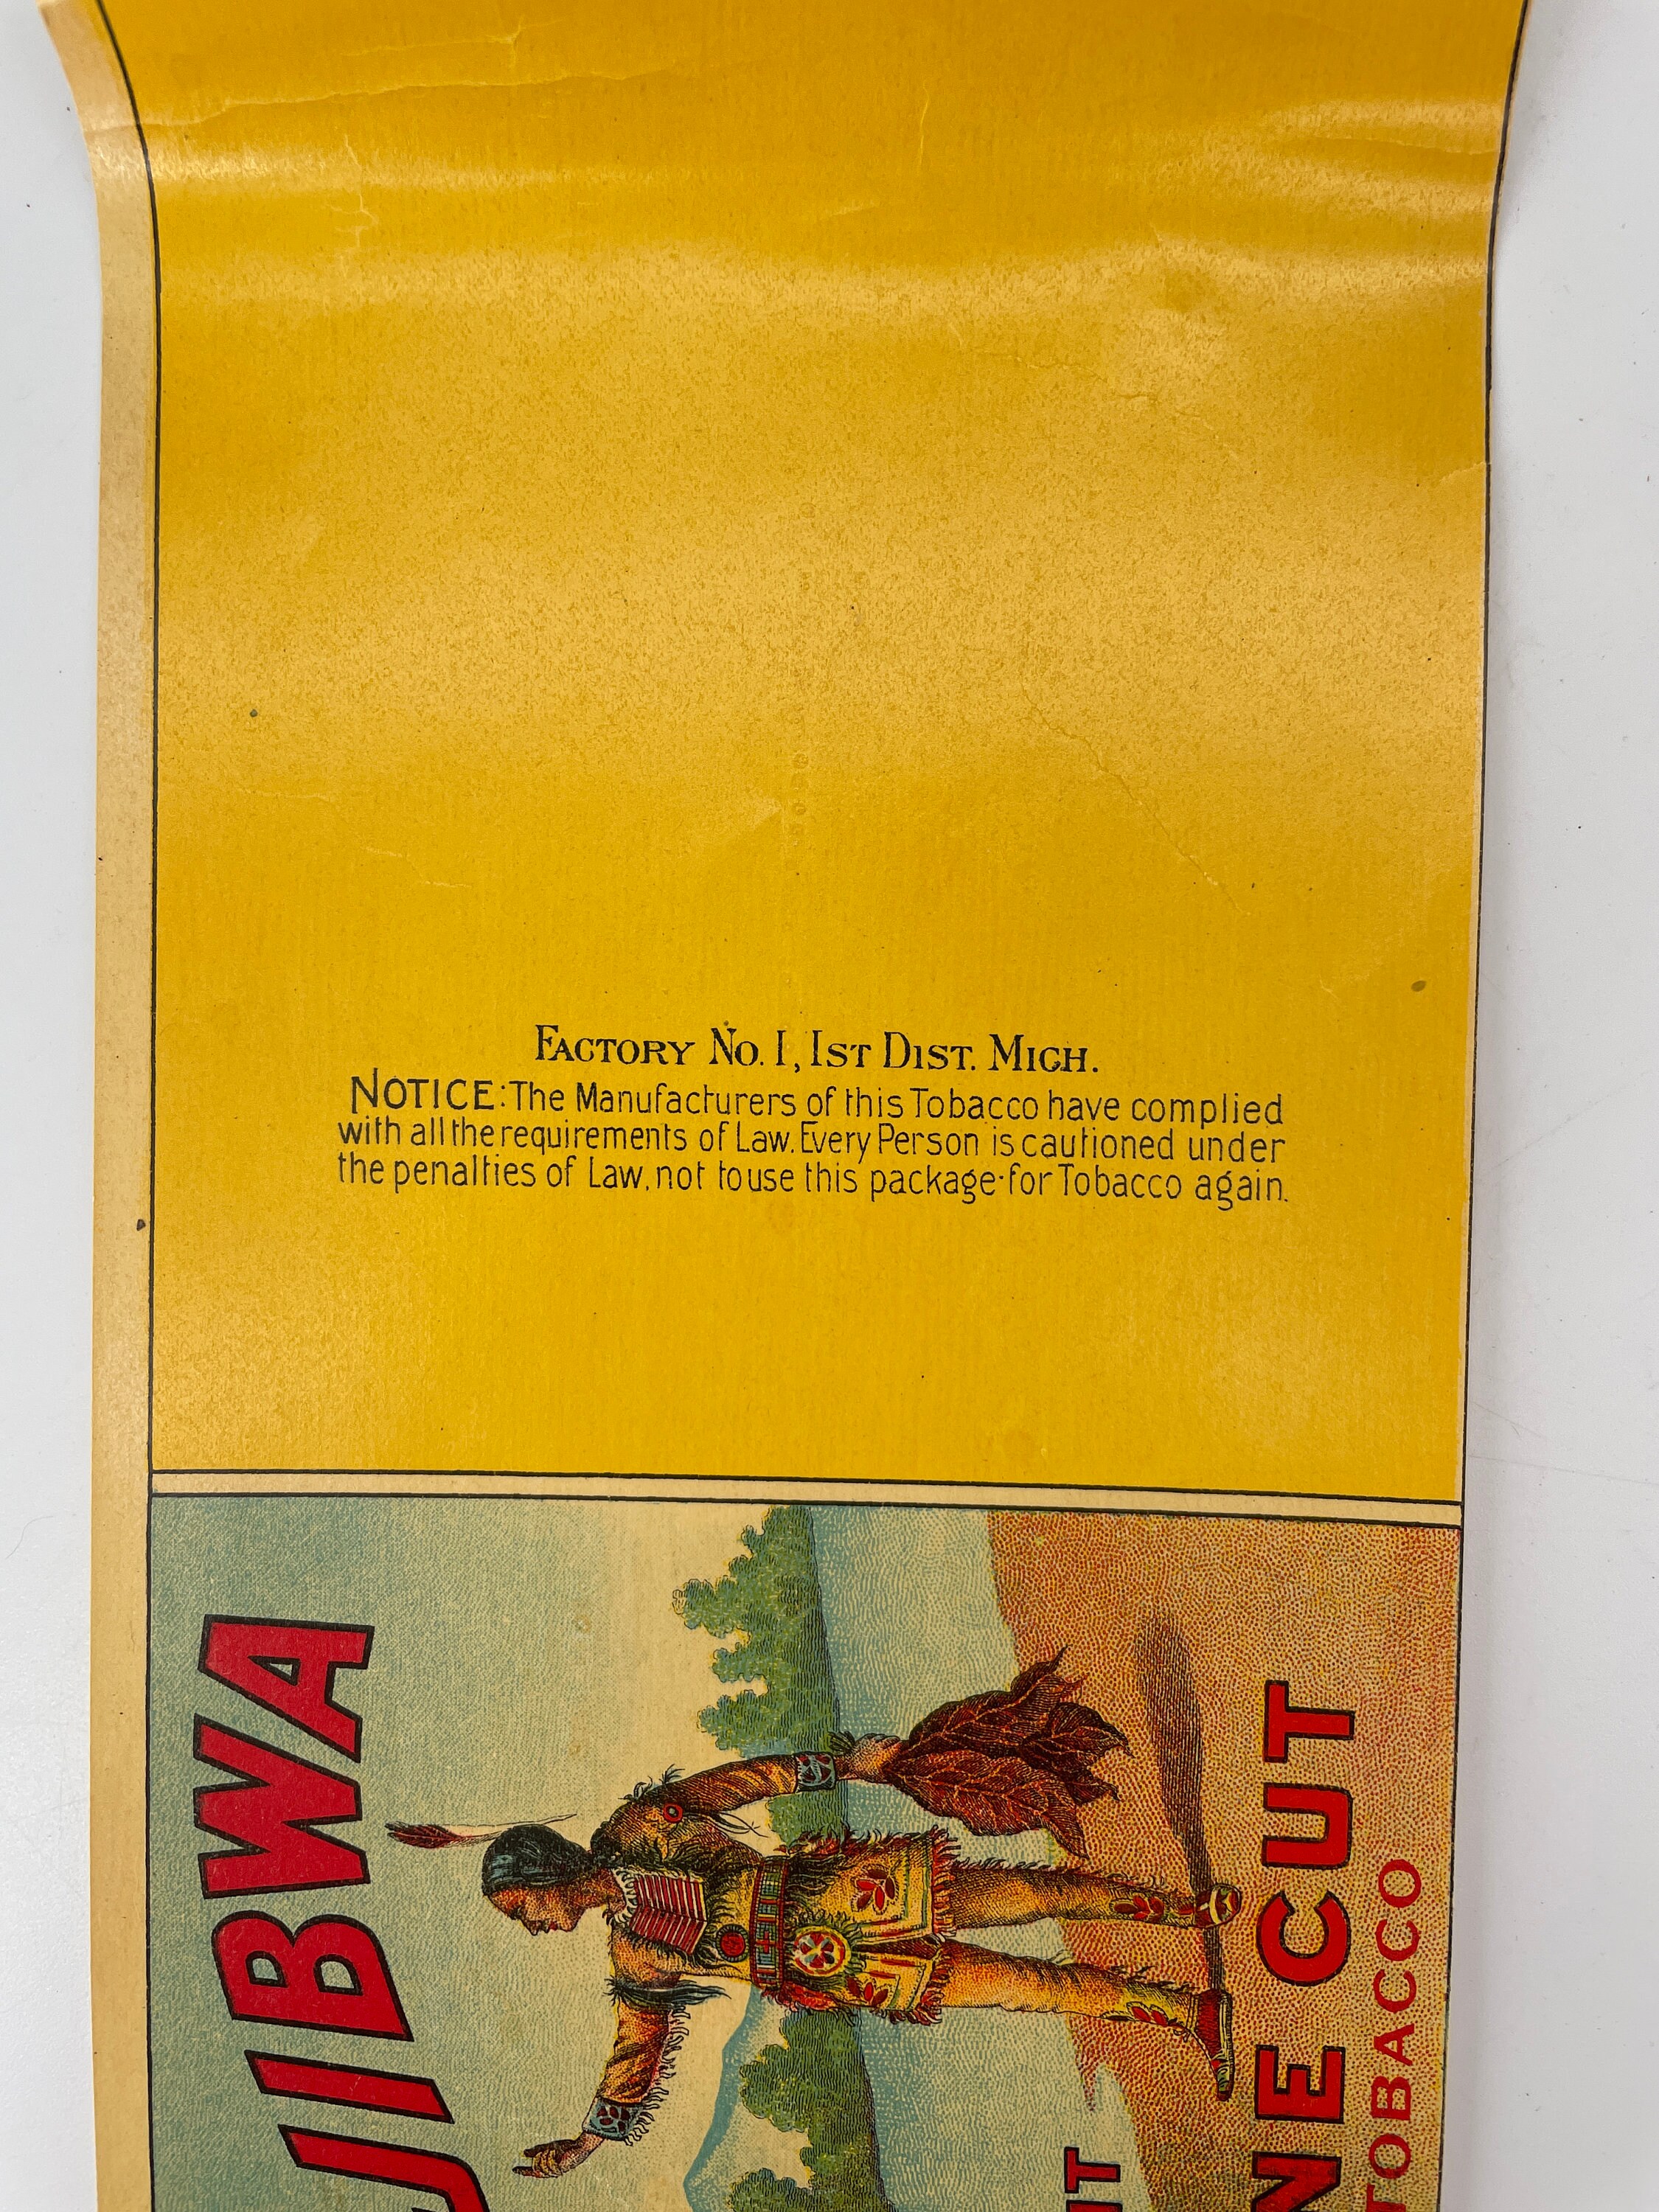 FACTORY NO. 1, 1ST DIST. MICH.
NOTICE: The Manufacturers of this Tobacco have complied
with all the requirements of Law. Every Person is cautioned under
the penalties of Law, not to use this package for Tobacco again.
JIBWA
NT
NE CUT
TOBACCO